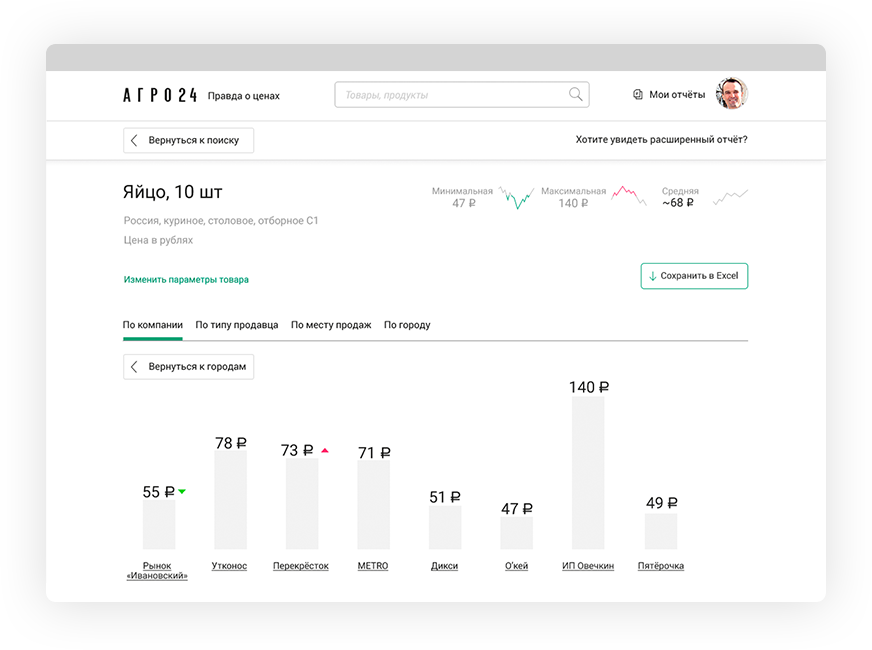 АГРО24 Правда о ценах Товары, продукты Мои отчёты
Вернуться к поиску Хотите увидеть расширенный отчёт?
Яйцо, 10 шт
Минимальная Максимальная Средняя
47 ₽ 140 ₽ ~68 ₽
Россия, куриное, столовое, отборное С1
Цена в рублях
Изменить параметры товара
Сохранить в Excel
По компании По типу продавца По месту продаж По городу
Вернуться к городам
140 ₽
78 ₽
73 ₽
71 ₽
55 ₽
51 ₽
49 ₽
47 ₽
Рынок
«Ивановский»
Утконос
Перекрёсток
METRO
Дикси
О'кей
ИП Овечкин
Пятёрочка